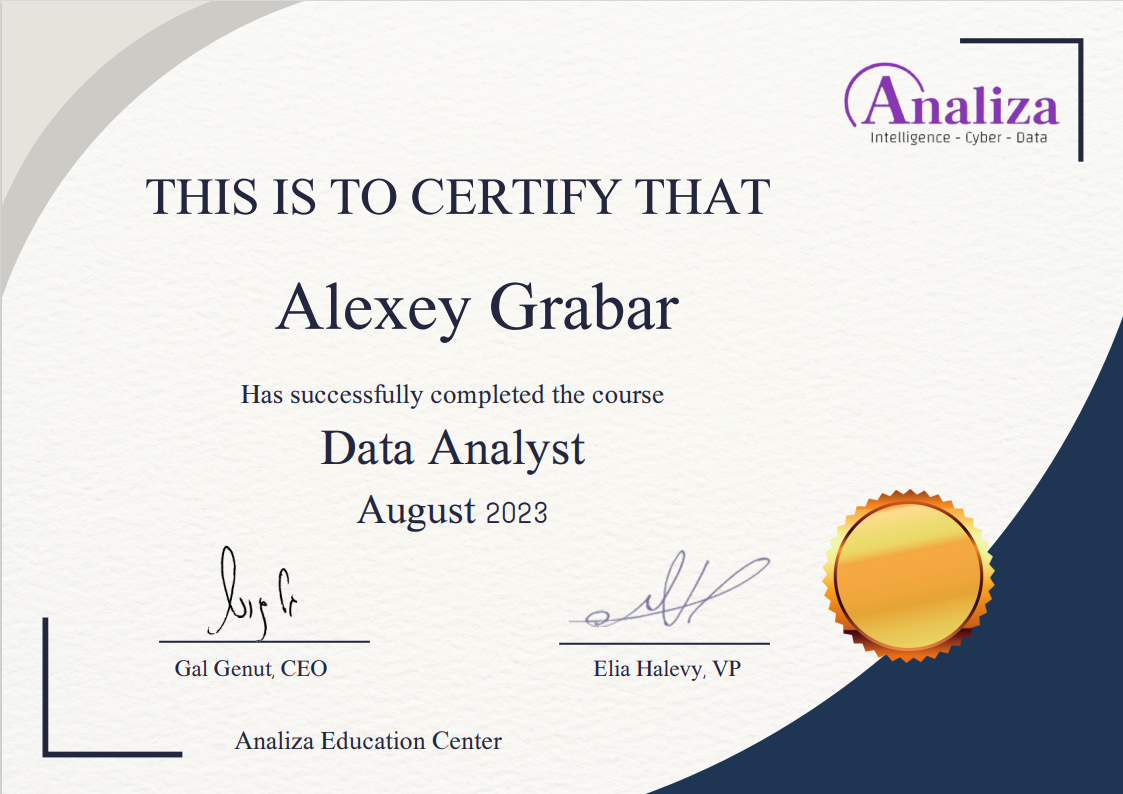 Analiza
Intelligence - Cyber - Data
THIS IS TO CERTIFY THAT
Alexey Grabar
Has successfully completed the course
Data Analyst
August 2023
Gal Genut, CEO
Elia Halevy, VP
Analiza Education Center